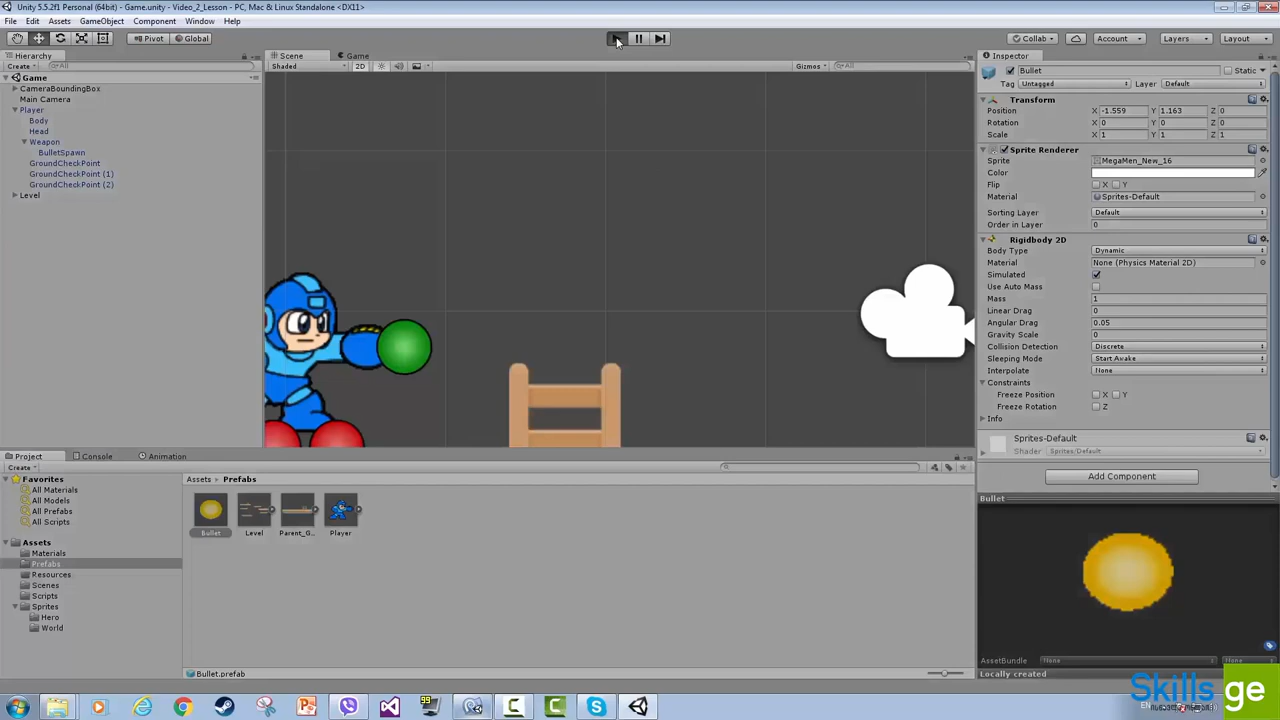 Unity 5.5.2f1 Personal (64bit) - Game.unity - Video_2_Lesson - PC, Mac & Linux Standalone <DX11>
File Edit Assets GameObject Component Window Help
Pivot Global Collab Account Layers Layout
Hierarchy
Create All
Game
CameraBoundingBox
Main Camera
Player
Body
Head
Weapon
BulletSpawn
GroundCheckPoint
GroundCheckPoint (1)
GroundCheckPoint (2)
Level
Scene Game
Shaded 2D Gizmos All
Inspector
Bullet Static
Tag Untagged Layer Default
Transform
Position X -1.559 Y 1.163 Z 0
Rotation X 0 Y 0 Z 0
Scale X 1 Y 1 Z 1
Sprite Renderer
Sprite MegaMen_New_16
Color
Flip X Y
Material Sprites-Default
Sorting Layer Default
Order in Layer 0
Rigidbody 2D
Body Type Dynamic
Material None (Physics Material 2D)
Simulated
Use Auto Mass
Mass 1
Linear Drag 0
Angular Drag 0.05
Gravity Scale 0
Collision Detection Discrete
Sleeping Mode Start Awake
Interpolate None
Constraints
Freeze Position X Y
Freeze Rotation Z
Info
Sprites-Default
Shader Sprites/Default
Add Component
Bullet
AssetBundle None None
Locally created
Project Console Animation
Create
Favorites
All Materials
All Models
All Prefabs
All Scripts
Assets
Materials
Prefabs
Resources
Scenes
Scripts
Sprites
Hero
World
Assets Prefabs
Bullet Level Parent_G... Player
Bullet.prefab
99
Skills ge